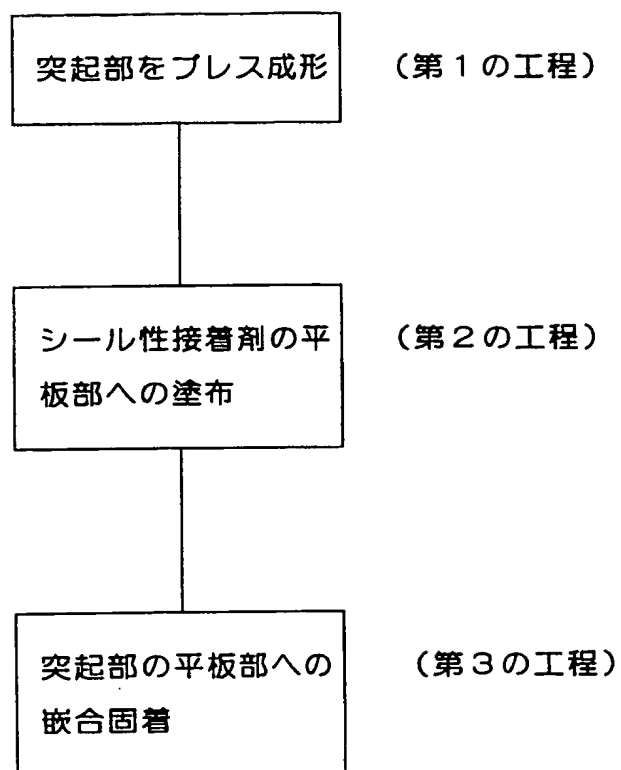 突起部をプレス成形 （第１の工程）
シール性接着剤の平 （第２の工程）
板部への塗布
突起部の平板部への （第３の工程）
嵌合固着